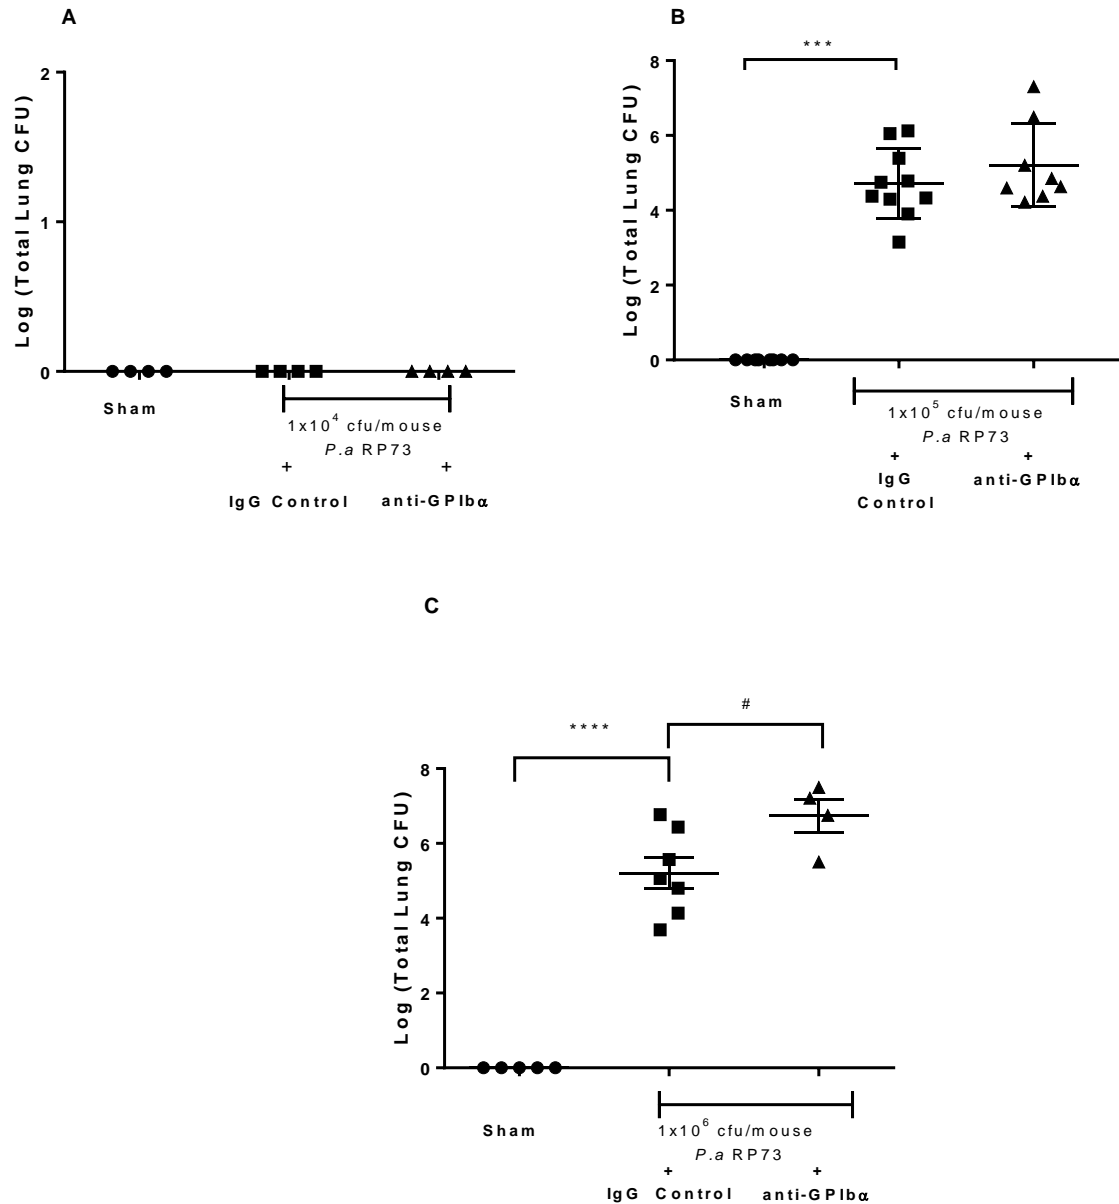 A
Log (Total Lung CFU)
2
1
0
Sham
1x10⁴ cfu/mouse
P.a RP73
+ +
IgG Control anti-GPIbα
B
***
Log (Total Lung CFU)
8
6
4
2
0
Sham
1x10⁵ cfu/mouse
P.a RP73
+ +
IgG anti-GPIbα
Control
C
#
****
Log (Total Lung CFU)
8
6
4
2
0
Sham
1x10⁶ cfu/mouse
P.a RP73
+ +
IgG Control anti-GPIbα